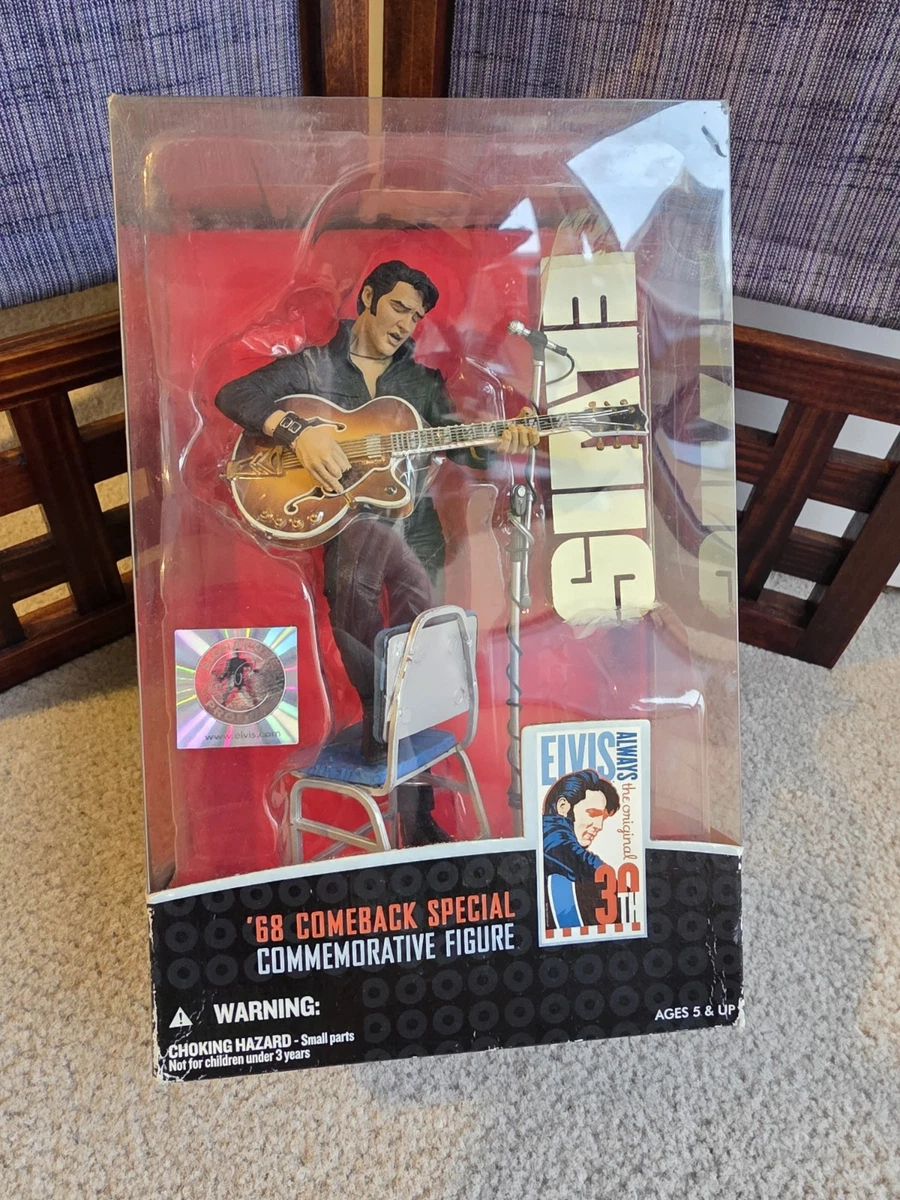 ELVIS
www.elvis.com
ELVIS
ALWAYS
the original
30TH
'68 COMEBACK SPECIAL
COMMEMORATIVE FIGURE
WARNING:
CHOKING HAZARD - Small parts
Not for children under 3 years
AGES 5 & UP